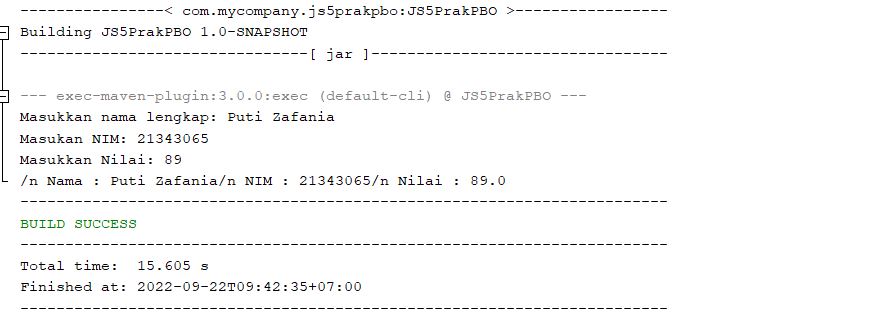 ----------------< com.mycompany.js5prakpbo:JS5PrakPBO >-----------------
Building JS5PrakPBO 1.0-SNAPSHOT
--------------------------------[ jar ]---------------------------------
--- exec-maven-plugin:3.0.0:exec (default-cli) @ JS5PrakPBO ---
Masukkan nama lengkap: Puti Zafania
Masukan NIM: 21343065
Masukkan Nilai: 89
/n Nama : Puti Zafania/n NIM : 21343065/n Nilai : 89.0
------------------------------------------------------------------------
BUILD SUCCESS
------------------------------------------------------------------------
Total time:  15.605 s
Finished at: 2022-09-22T09:42:35+07:00
------------------------------------------------------------------------